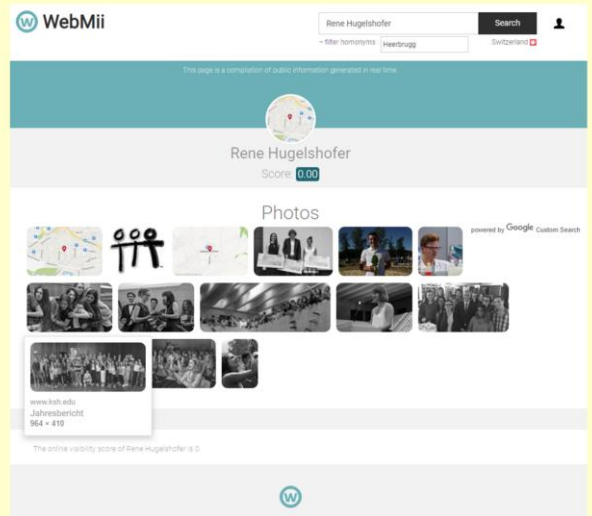 WebMii
Rene Hugelshofer
Search
– filter homonyms
Heerbrugg
Switzerland
This page is a compilation of public information generated in real time.
Rene Hugelshofer
Score: 0.00
Photos
powered by Google Custom Search
www.ksh.edu
Jahresbericht
964 × 410
The online visibility score of Rene Hugelshofer is 0.